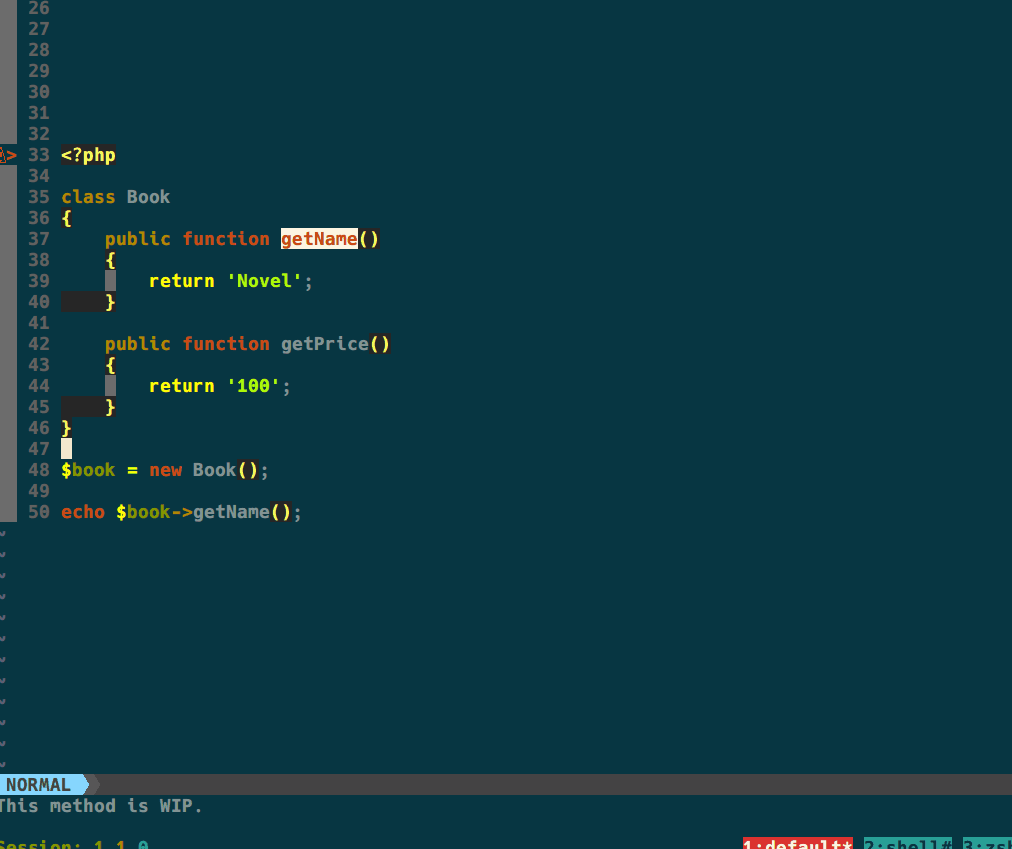 26
27
28
29
30
31
32
33 <?php
34
35 class Book
36 {
37     public function getName()
38     {
39         return 'Novel';
40     }
41
42     public function getPrice()
43     {
44         return '100';
45     }
46 }
47
48 $book = new Book();
49
50 echo $book->getName();
~
~
~
~
~
~
~
~
~
~
~
~
NORMAL
This method is WIP.
Session: 1 1 0 1:default* 2:shell# 3:zsh